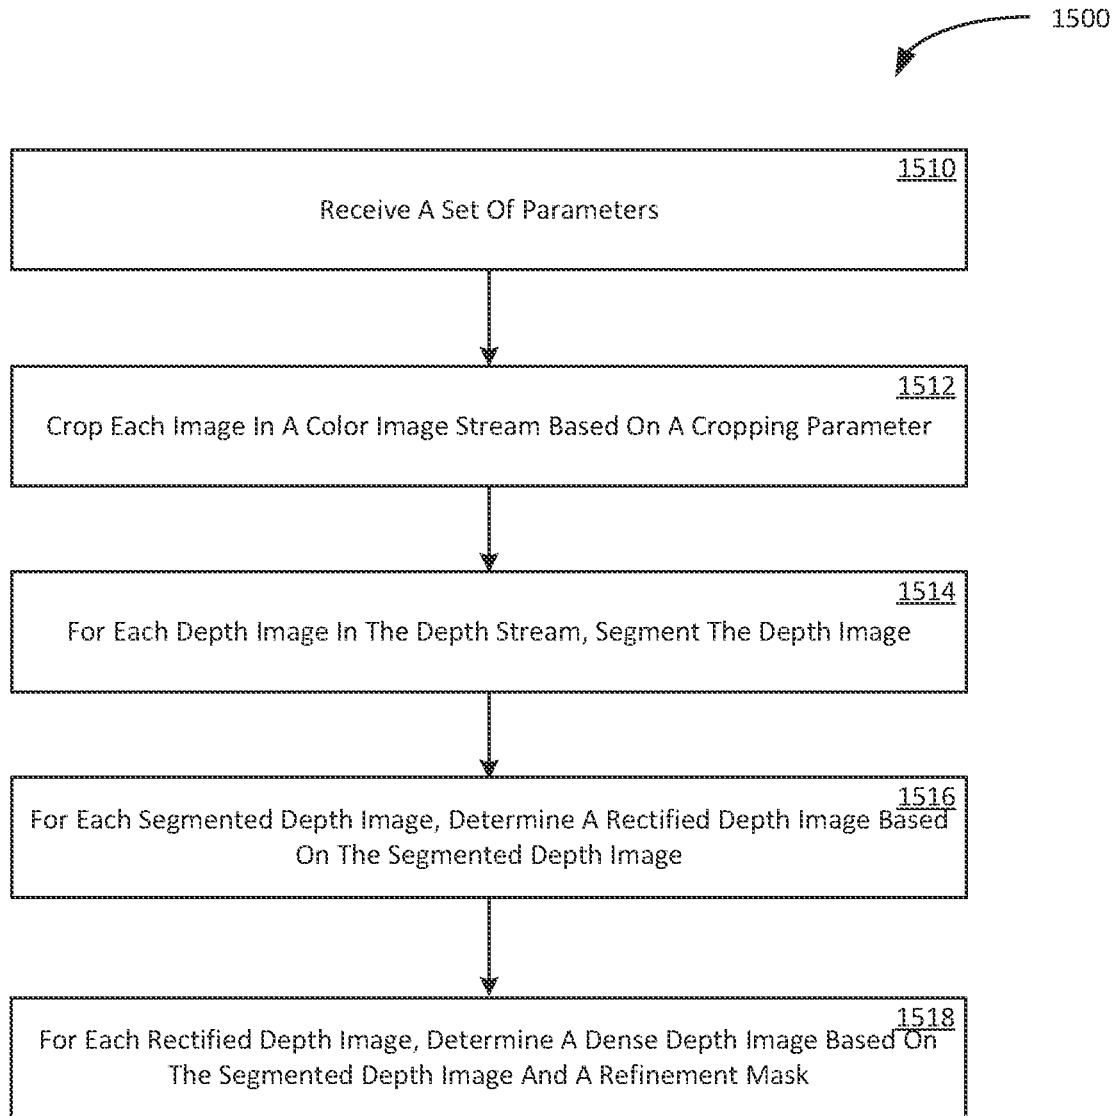 1500
1510
Receive A Set Of Parameters
1512
Crop Each Image In A Color Image Stream Based On A Cropping Parameter
1514
For Each Depth Image In The Depth Stream, Segment The Depth Image
1516
For Each Segmented Depth Image, Determine A Rectified Depth Image Based
On The Segmented Depth Image
1518
For Each Rectified Depth Image, Determine A Dense Depth Image Based On
The Segmented Depth Image And A Refinement Mask